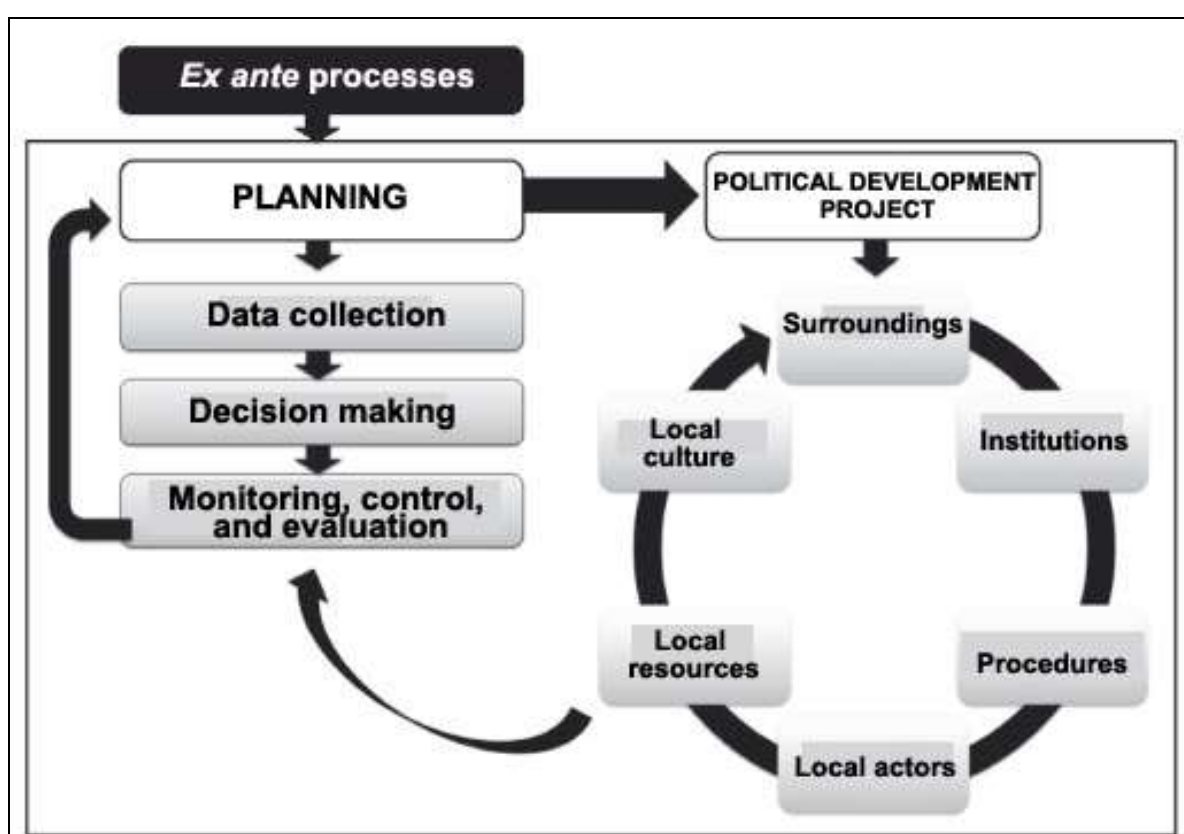 Ex ante processes
PLANNING
POLITICAL DEVELOPMENT
PROJECT
Data collection
Decision making
Monitoring, control,
and evaluation
Surroundings
Institutions
Procedures
Local actors
Local
resources
Local
culture